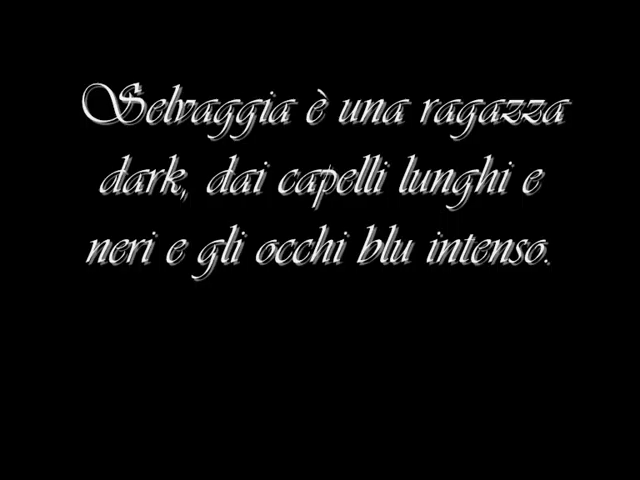 Selvaggia è una ragazza
dark, dai capelli lunghi e
neri e gli occhi blu intenso.